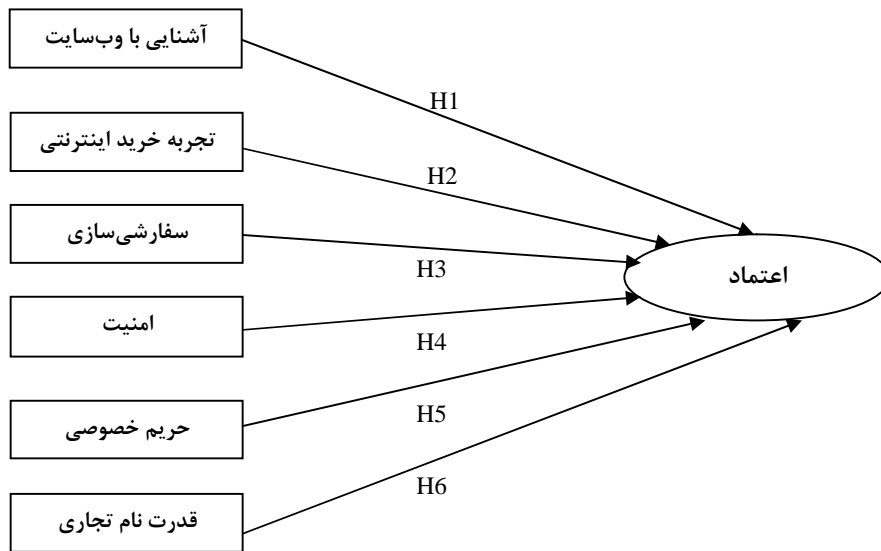 آشنایی با وب‌سایت
H1
تجربه خرید اینترنتی
H2
سفارشی‌سازی
H3
اعتماد
امنیت
H4
حریم خصوصی
H5
قدرت نام تجاری
H6